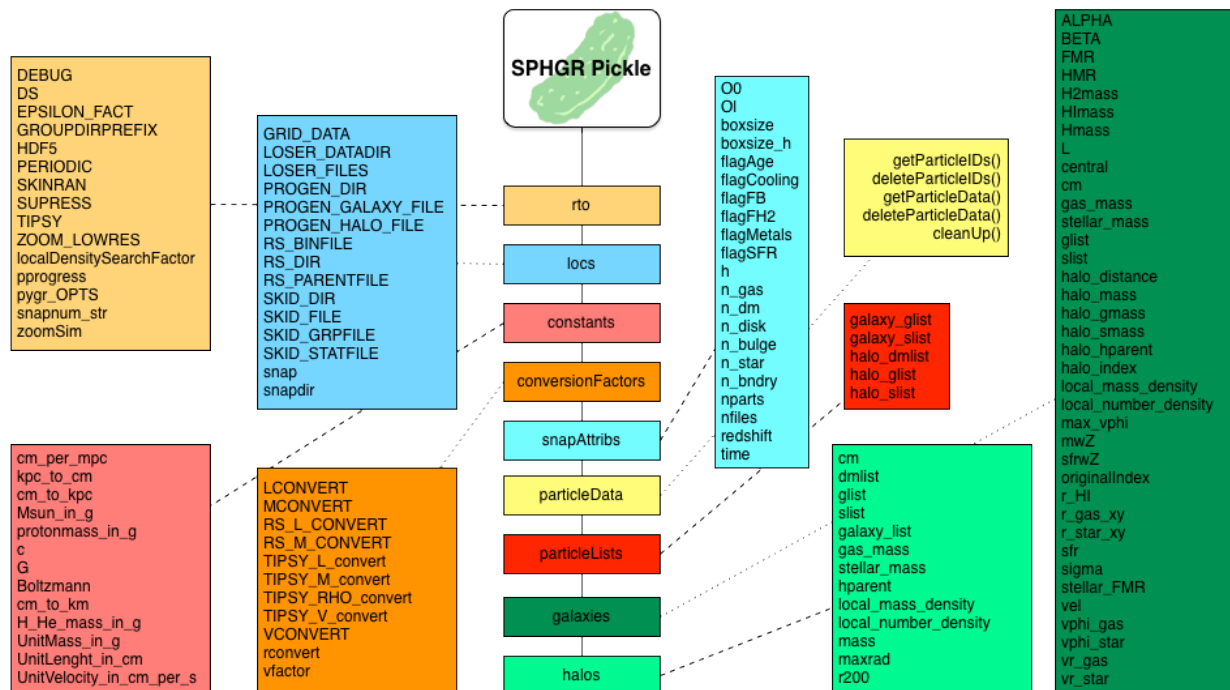 SPHGR Pickle
rto
locs
constants
conversionFactors
snapAttribs
particleData
particleLists
galaxies
halos
DEBUG
DS
EPSILON_FACT
GROUPDIRPREFIX
HDF5
PERIODIC
SKINRAN
SUPRESS
TIPSY
ZOOM_LOWRES
localDensitySearchFactor
pprogress
pygr_OPTS
snapnum_str
zoomSim
GRID_DATA
LOSER_DATADIR
LOSER_FILES
PROGEN_DIR
PROGEN_GALAXY_FILE
PROGEN_HALO_FILE
RS_BINFILE
RS_DIR
RS_PARENTFILE
SKID_DIR
SKID_FILE
SKID_GRPFILE
SKID_STATFILE
snap
snapdir
cm_per_mpc
kpc_to_cm
cm_to_kpc
Msun_in_g
protonmass_in_g
c
G
Boltzmann
cm_to_km
H_He_mass_in_g
UnitMass_in_g
UnitLenght_in_cm
UnitVelocity_in_cm_per_s
LCONVERT
MCONVERT
RS_L_CONVERT
RS_M_CONVERT
TIPSY_L_convert
TIPSY_M_convert
TIPSY_RHO_convert
TIPSY_V_convert
VCONVERT
rconvert
vfactor
O0
Ol
boxsize
boxsize_h
flagAge
flagCooling
flagFB
flagFH2
flagMetals
flagSFR
h
n_gas
n_dm
n_disk
n_bulge
n_star
n_bndry
nparts
nfiles
redshift
time
getParticleIDs()
deleteParticleIDs()
getParticleData()
deleteParticleData()
cleanUp()
galaxy_glist
galaxy_slist
halo_dmlist
halo_glist
halo_slist
cm
dmlist
glist
slist
galaxy_list
gas_mass
stellar_mass
hparent
local_mass_density
local_number_density
mass
maxrad
r200
ALPHA
BETA
FMR
HMR
H2mass
HImass
Hmass
L
central
cm
gas_mass
stellar_mass
glist
slist
halo_distance
halo_mass
halo_gmass
halo_smass
halo_hparent
halo_index
local_mass_density
local_number_density
max_vphi
mwZ
sfrwZ
originalIndex
r_HI
r_gas_xy
r_star_xy
sfr
sigma
stellar_FMR
vel
vphi_gas
vphi_star
vr_gas
vr_star